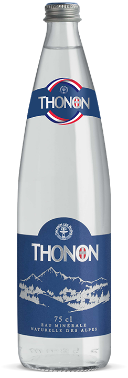 THONON
THONON
75 cl
EAU MINÉRALE
NATURELLE DES ALPES